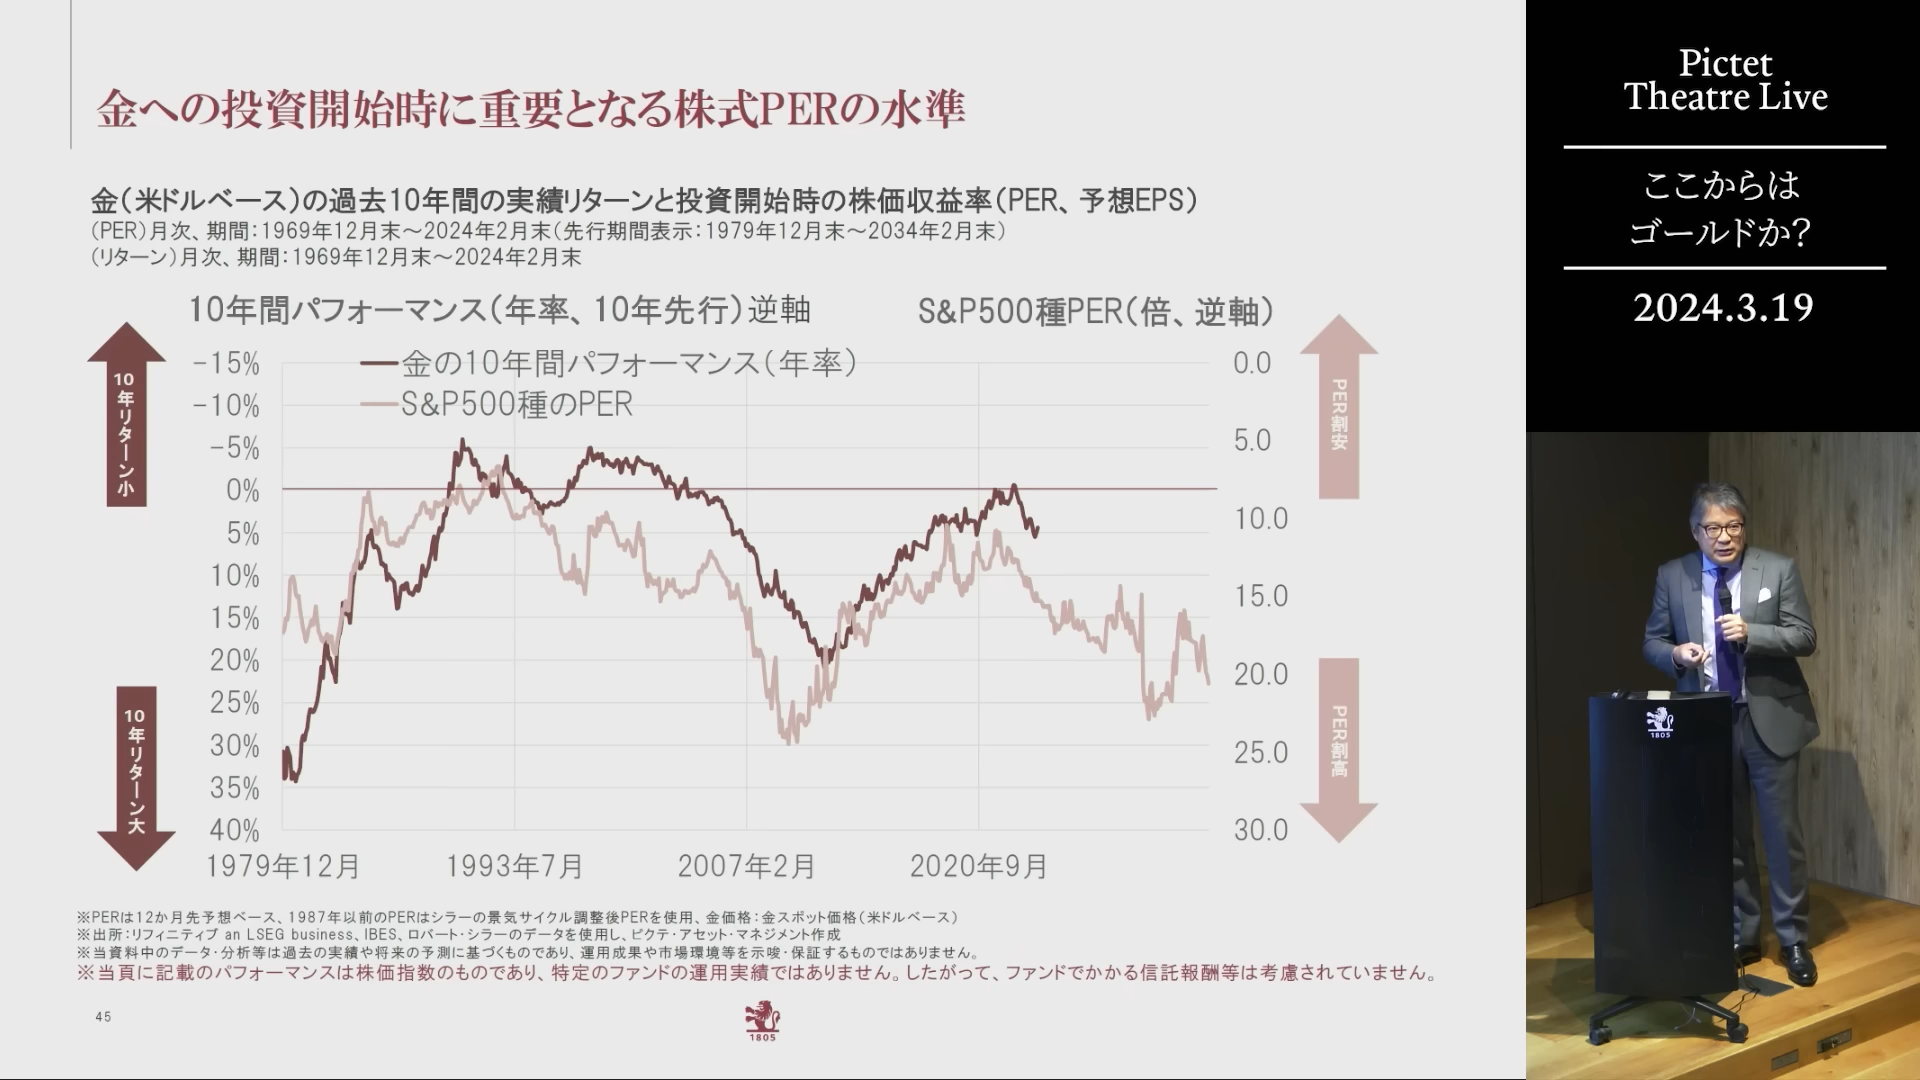 金への投資開始時に重要となる株式PERの水準
金(米ドルベース)の過去10年間の実績リターンと投資開始時の株価収益率(PER、予想EPS)
(PER)月次、期間:1969年12月末～2024年2月末(先行期間表示:1979年12月末～2034年2月末)
(リターン)月次、期間:1969年12月末～2024年2月末
10年間パフォーマンス(年率、10年先行)逆軸
S&P500種PER(倍、逆軸)
金の10年間パフォーマンス(年率)
S&P500種のPER
-15%
-10%
-5%
0%
5%
10%
15%
20%
25%
30%
35%
40%
0.0
5.0
10.0
15.0
20.0
25.0
30.0
10年リターン小
10年リターン大
PER割安
PER割高
1979年12月
1993年7月
2007年2月
2020年9月
※PERは12か月先予想ベース、1987年以前のPERはシラーの景気サイクル調整後PERを使用、金価格:金スポット価格(米ドルベース)
※出所:リフィニティブ an LSEG business、IBES、ロバート・シラーのデータを使用し、ピクテ・アセット・マネジメント作成
※当資料中のデータ・分析等は過去の実績や将来の予測に基づくものであり、運用成果や市場環境等を示唆・保証するものではありません。
※当頁に記載のパフォーマンスは株価指数のものであり、特定のファンドの運用実績ではありません。したがって、ファンドでかかる信託報酬等は考慮されていません。
45
1805
Pictet
Theatre Live
ここからは
ゴールドか?
2024.3.19
1805